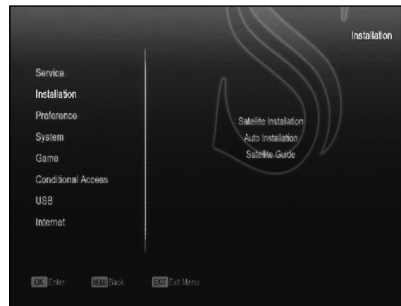 Installation
Service
Installation
Preference
System
Game
Conditional Access
USB
Internet
Satellite Installation
Auto Installation
Satellite Guide
OK Enter MENU Back EXIT Exit Menu